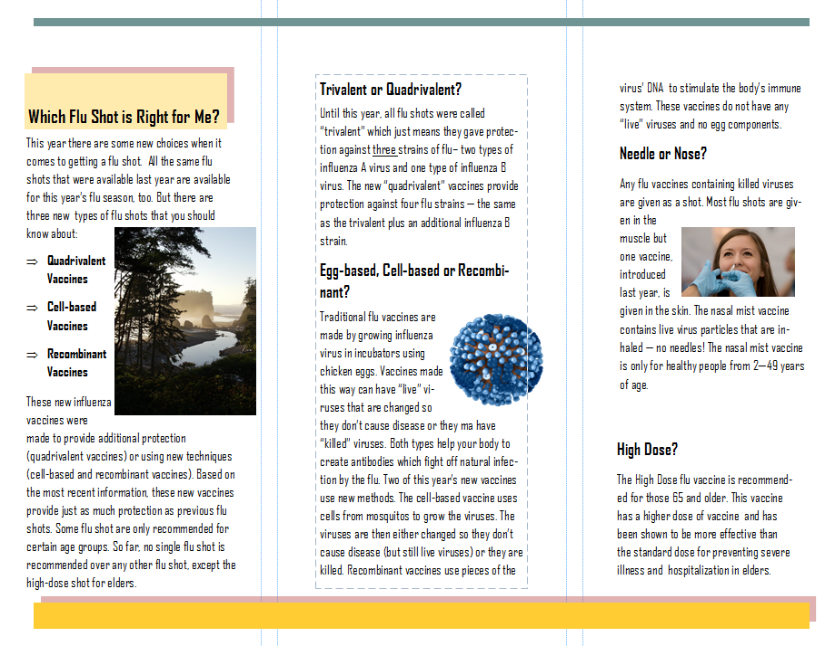 Which Flu Shot is Right for Me?
This year there are some new choices when it
comes to getting a flu shot. All the same flu
shots that were available last year are available
for this year's flu season, too. But there are
three new types of flu shots that you should
know about:
⇒ Quadrivalent
Vaccines
⇒ Cell-based
Vaccines
⇒ Recombinant
Vaccines
These new influenza
vaccines were
made to provide additional protection
(quadrivalent vaccines) or using new techniques
(cell-based and recombinant vaccines). Based on
the most recent information, these new vaccines
provide just as much protection as previous flu
shots. Some flu shot are only recommended for
certain age groups. So far, no single flu shot is
recommended over any other flu shot, except the
high-dose shot for elders.
Trivalent or Quadrivalent?
Until this year, all flu shots were called
“trivalent” which just means they gave protec-
tion against three strains of flu— two types of
influenza A virus and one type of influenza B
virus. The new “quadrivalent” vaccines provide
protection against four flu strains — the same
as the trivalent plus an additional influenza B
strain.
Egg-based, Cell-based or Recombi-
nant?
Traditional flu vaccines are
made by growing influenza
virus in incubators using
chicken eggs. Vaccines made
this way can have “live” vi-
ruses that are changed so
they don't cause disease or they ma have
“killed” viruses. Both types help your body to
create antibodies which fight off natural infec-
tion by the flu. Two of this year's new vaccines
use new methods. The cell-based vaccine uses
cells from mosquitos to grow the viruses. The
viruses are then either changed so they don't
cause disease (but still live viruses) or they are
killed. Recombinant vaccines use pieces of the
virus' DNA to stimulate the body's immune
system. These vaccines do not have any
“live” viruses and no egg components.
Needle or Nose?
Any flu vaccines containing killed viruses
are given as a shot. Most flu shots are giv-
en in the
muscle but
one vaccine,
introduced
last year, is
given in the skin. The nasal mist vaccine
contains live virus particles that are in-
haled — no needles! The nasal mist vaccine
is only for healthy people from 2—49 years
of age.
High Dose?
The High Dose flu vaccine is recommend-
ed for those 65 and older. This vaccine
has a higher dose of vaccine and has
been shown to be more effective than
the standard dose for preventing severe
illness and hospitalization in elders.